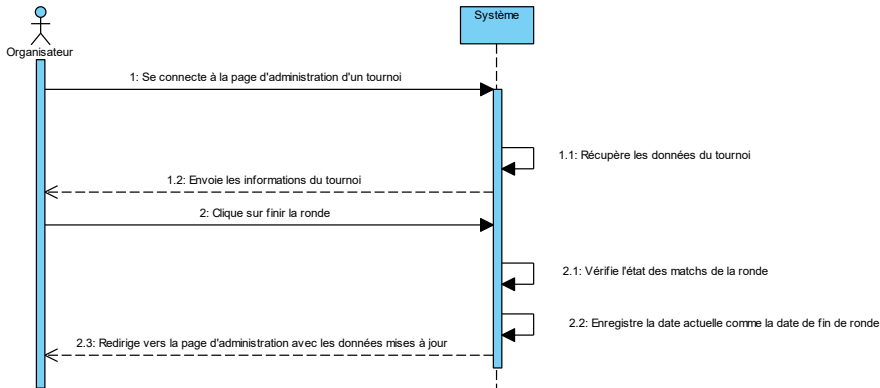 Système
Organisateur
1: Se connecte à la page d'administration d'un tournoi
1.1: Récupère les données du tournoi
1.2: Envoie les informations du tournoi
2: Clique sur finir la ronde
2.1: Vérifie l'état des matchs de la ronde
2.2: Enregistre la date actuelle comme la date de fin de ronde
2.3: Redirige vers la page d'administration avec les données mises à jour